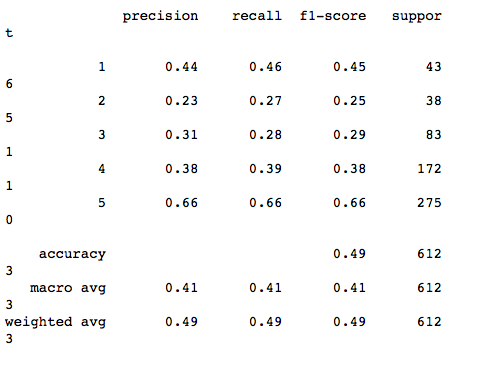 precision recall f1-score suppor
t
1 0.44 0.46 0.45 43
6
2 0.23 0.27 0.25 38
5
3 0.31 0.28 0.29 83
1
4 0.38 0.39 0.38 172
1
5 0.66 0.66 0.66 275
0
accuracy 0.49 612
3
macro avg 0.41 0.41 0.41 612
3
weighted avg 0.49 0.49 0.49 612
3